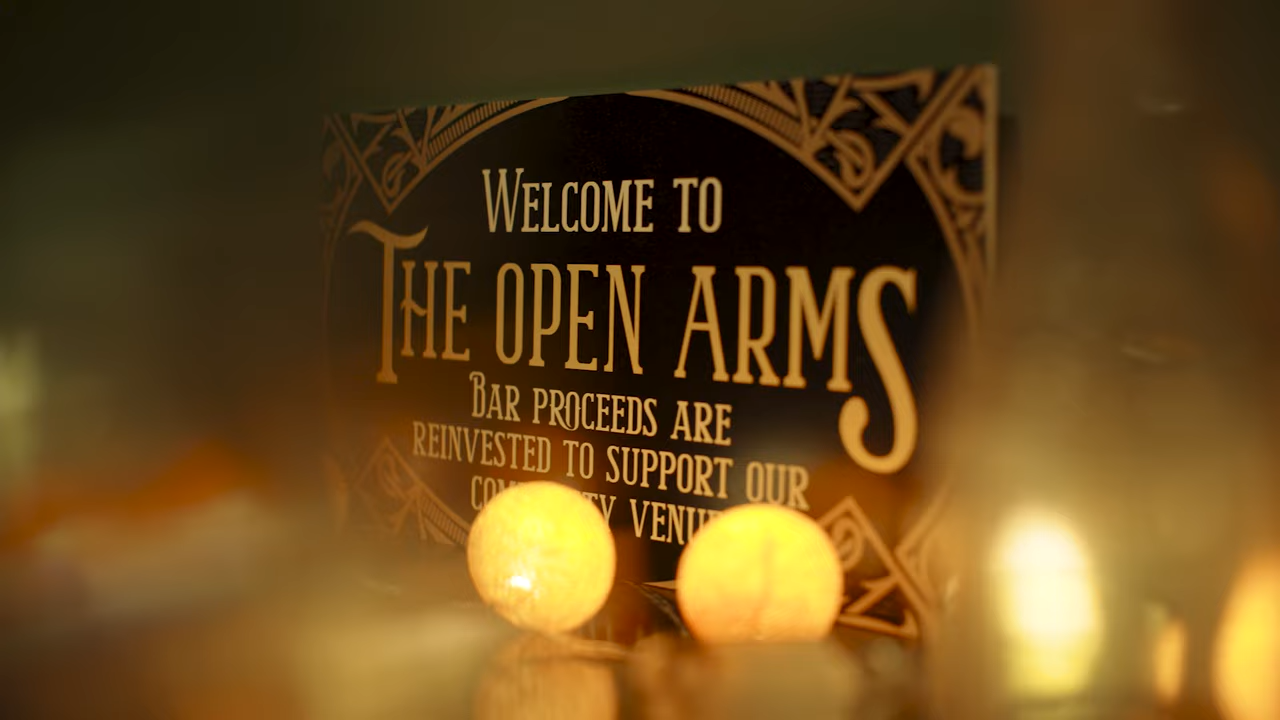 Welcome to
The Open Arms
Bar proceeds are
reinvested to support our